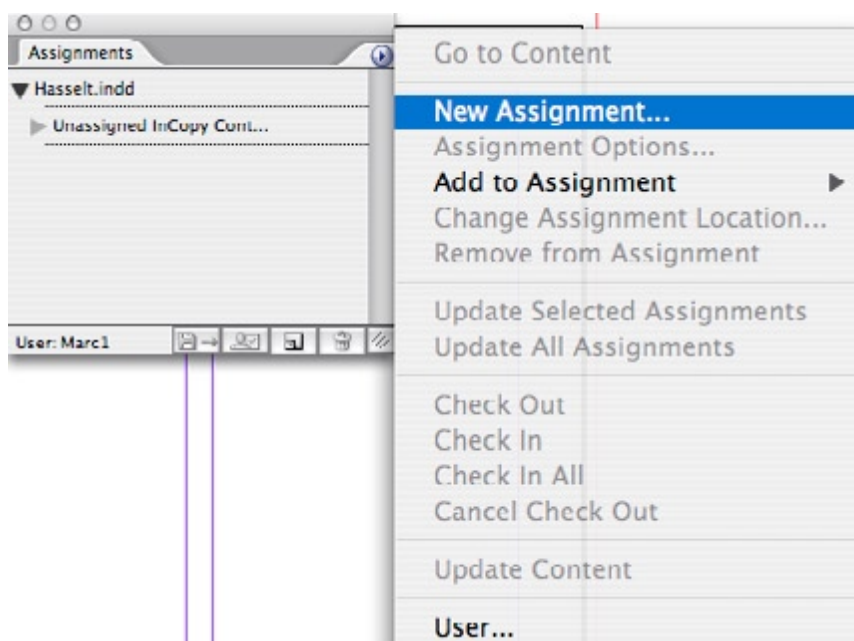 Assignments
Hasselt.indd
Unassigned InCopy Cont...
User: Marc1
Go to Content
New Assignment...
Assignment Options...
Add to Assignment
Change Assignment Location...
Remove from Assignment
Update Selected Assignments
Update All Assignments
Check Out
Check In
Check In All
Cancel Check Out
Update Content
User...